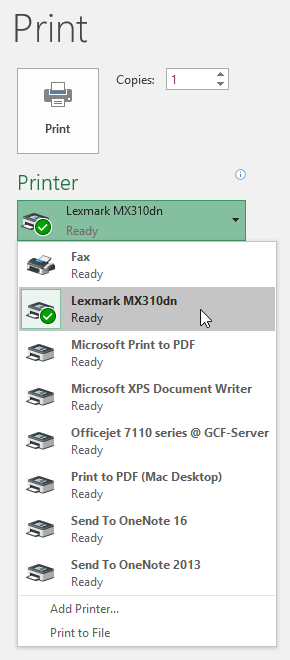 Print
Copies: 1
Print
Printer
Lexmark MX310dn
Ready
Fax
Ready
Lexmark MX310dn
Ready
Microsoft Print to PDF
Ready
Microsoft XPS Document Writer
Ready
Officejet 7110 series @ GCF-Server
Ready
Print to PDF (Mac Desktop)
Ready
Send To OneNote 16
Ready
Send To OneNote 2013
Ready
Add Printer...
Print to File